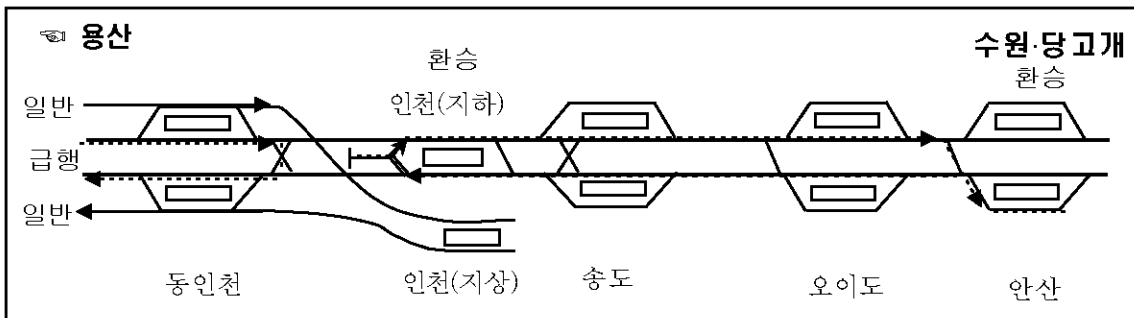 ☜ 용산
수원·당고개
환승
환승
일반
인천(지하)
급행
일반
동인천
인천(지상)
송도
오이도
안산